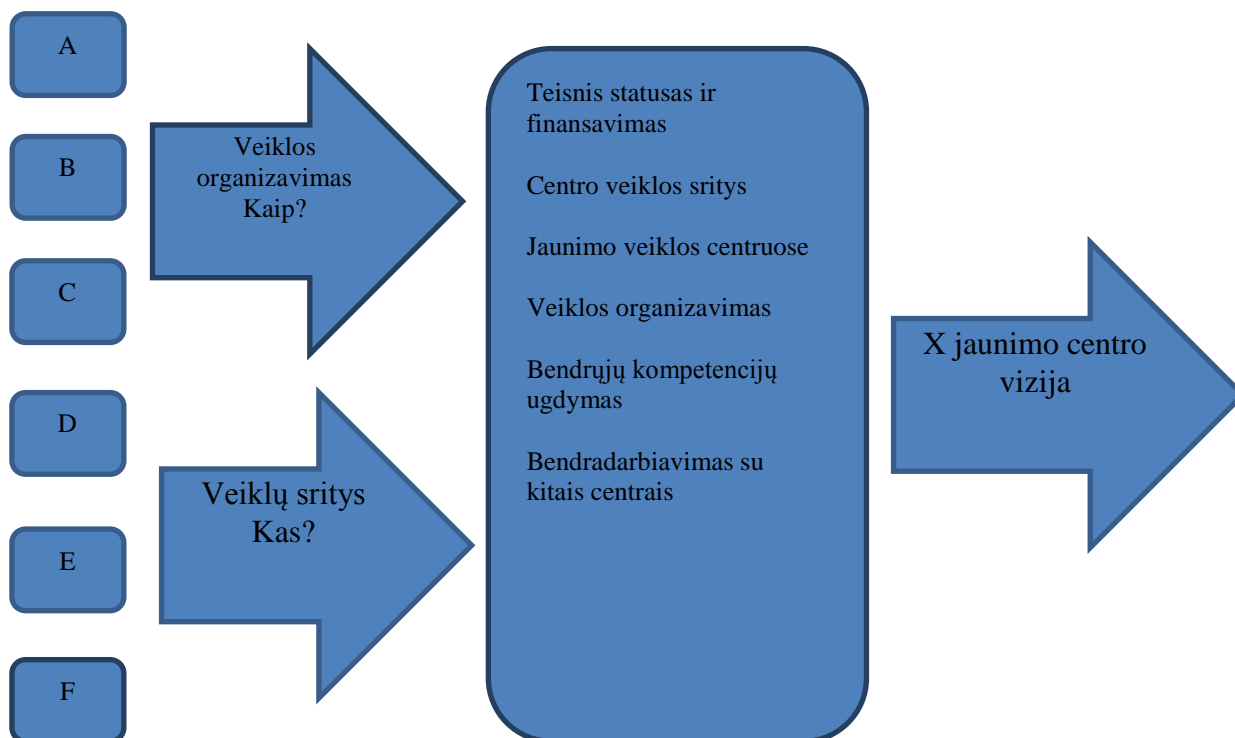 A
B
C
D
E
F
Veiklos
organizavimas
Kaip?
Veiklų sritys
Kas?
Teisnis statusas ir
finansavimas
Centro veiklos sritys
Jaunimo veiklos centruose
Veiklos organizavimas
Bendrųjų kompetencijų
ugdymas
Bendradarbiavimas su
kitais centrais
X jaunimo centro
vizija